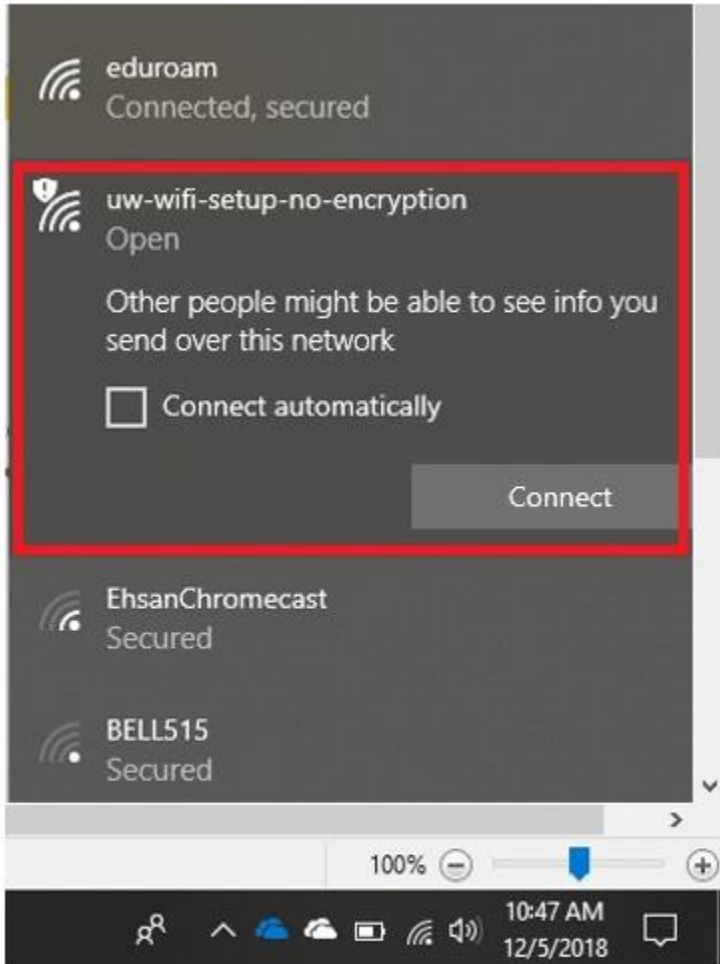 eduroam
Connected, secured
uw-wifi-setup-no-encryption
Open
Other people might be able to see info you
send over this network
Connect automatically
Connect
EhsanChromecast
Secured
BELL515
Secured
100%
10:47 AM
12/5/2018